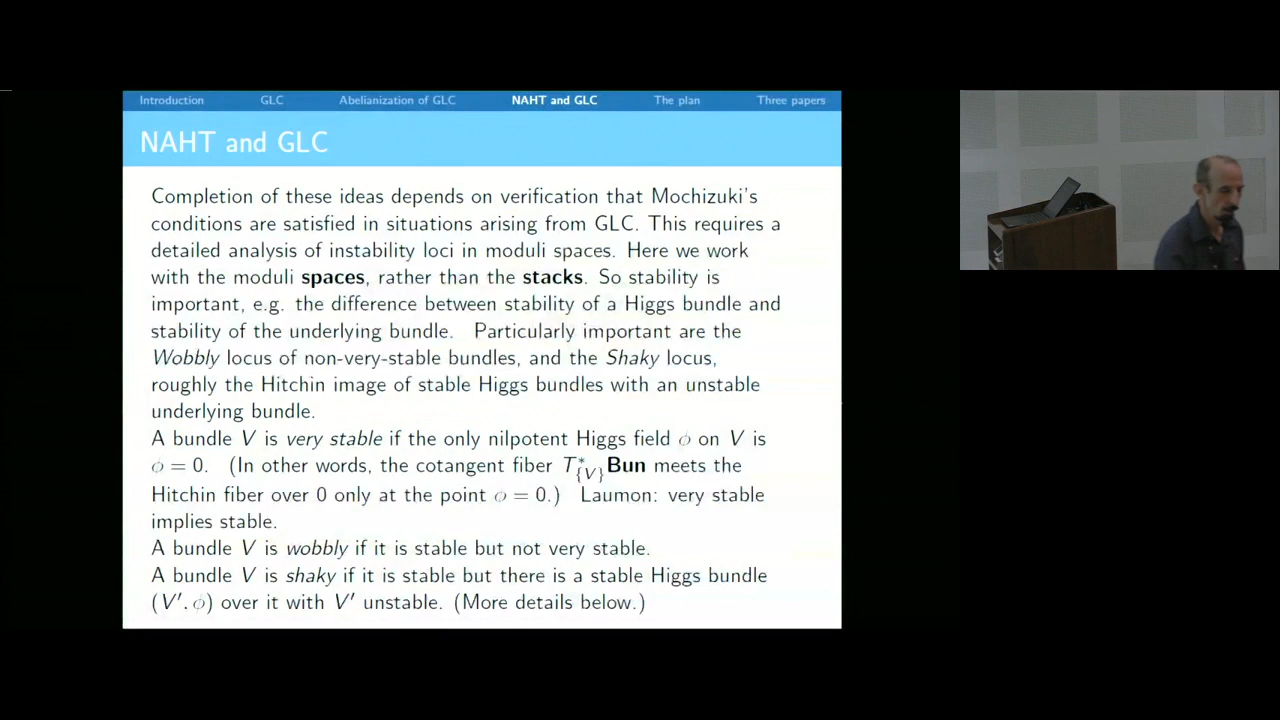 Introduction GLC Abelianization of GLC NAHT and GLC The plan Three papers
NAHT and GLC
Completion of these ideas depends on verification that Mochizuki's
conditions are satisfied in situations arising from GLC. This requires a
detailed analysis of instability loci in moduli spaces. Here we work
with the moduli spaces, rather than the stacks. So stability is
important, e.g. the difference between stability of a Higgs bundle and
stability of the underlying bundle. Particularly important are the
Wobbly locus of non-very-stable bundles, and the Shaky locus,
roughly the Hitchin image of stable Higgs bundles with an unstable
underlying bundle.
A bundle V is very stable if the only nilpotent Higgs field ϕ on V is
ϕ = 0. (In other words, the cotangent fiber T*_{V}Bun meets the
Hitchin fiber over 0 only at the point ϕ = 0.) Laumon: very stable
implies stable.
A bundle V is wobbly if it is stable but not very stable.
A bundle V is shaky if it is stable but there is a stable Higgs bundle
(V′.ϕ) over it with V′ unstable. (More details below.)